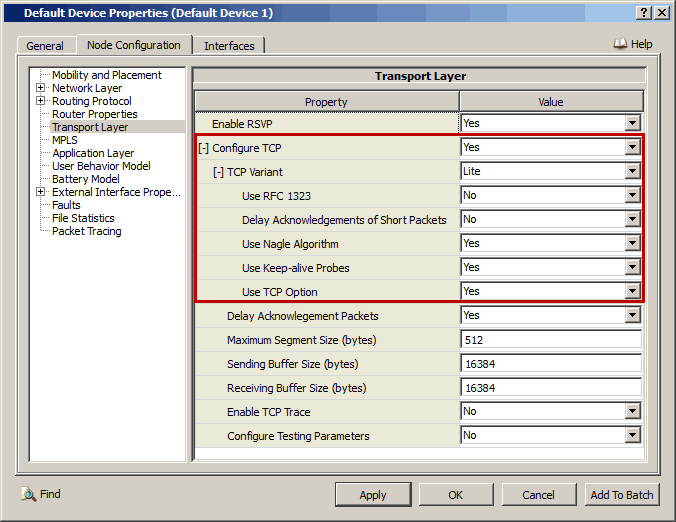 Default Device Properties (Default Device 1)
General Node Configuration Interfaces Help
Mobility and Placement
Network Layer
Routing Protocol
Router Properties
Transport Layer
MPLS
Application Layer
User Behavior Model
Battery Model
External Interface Prope...
Faults
File Statistics
Packet Tracing
Transport Layer
Property Value
Enable RSVP Yes
[-] Configure TCP Yes
[-] TCP Variant Lite
Use RFC 1323 No
Delay Acknowledgements of Short Packets No
Use Nagle Algorithm Yes
Use Keep-alive Probes Yes
Use TCP Option Yes
Delay Acknowlegement Packets Yes
Maximum Segment Size (bytes) 512
Sending Buffer Size (bytes) 16384
Receiving Buffer Size (bytes) 16384
Enable TCP Trace No
Configure Testing Parameters No
Find Apply OK Cancel Add To Batch